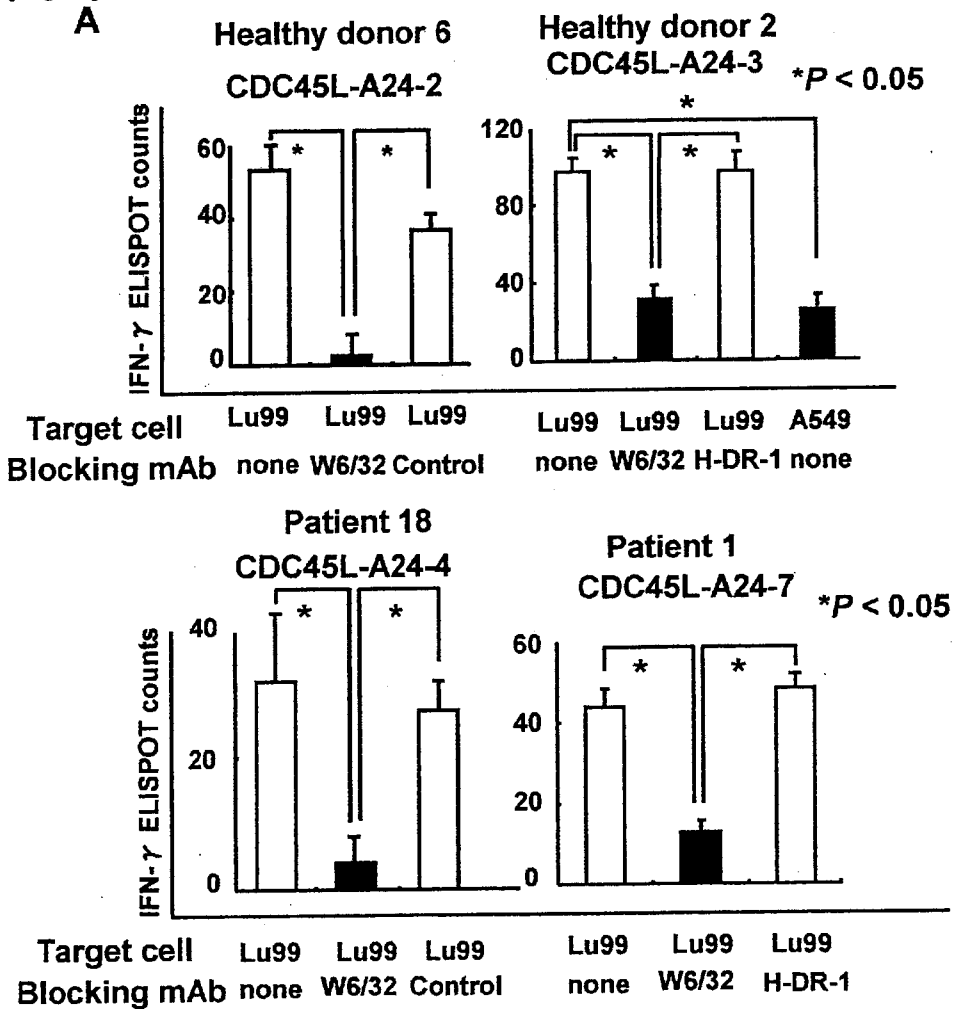 A
Healthy donor 6
CDC45L-A24-2
IFN-γ ELISPOT counts
60
40
20
0
Target cell Lu99 Lu99 Lu99
Blocking mAb none W6/32 Control
* *
Healthy donor 2
CDC45L-A24-3
*P < 0.05
*
* *
120
80
40
0
Lu99 Lu99 Lu99 A549
none W6/32 H-DR-1 none
Patient 18
CDC45L-A24-4
IFN-γ ELISPOT counts
* *
40
20
0
Target cell Lu99 Lu99 Lu99
Blocking mAb none W6/32 Control
Patient 1
CDC45L-A24-7
*P < 0.05
* *
60
40
20
0
Lu99 Lu99 Lu99
none W6/32 H-DR-1